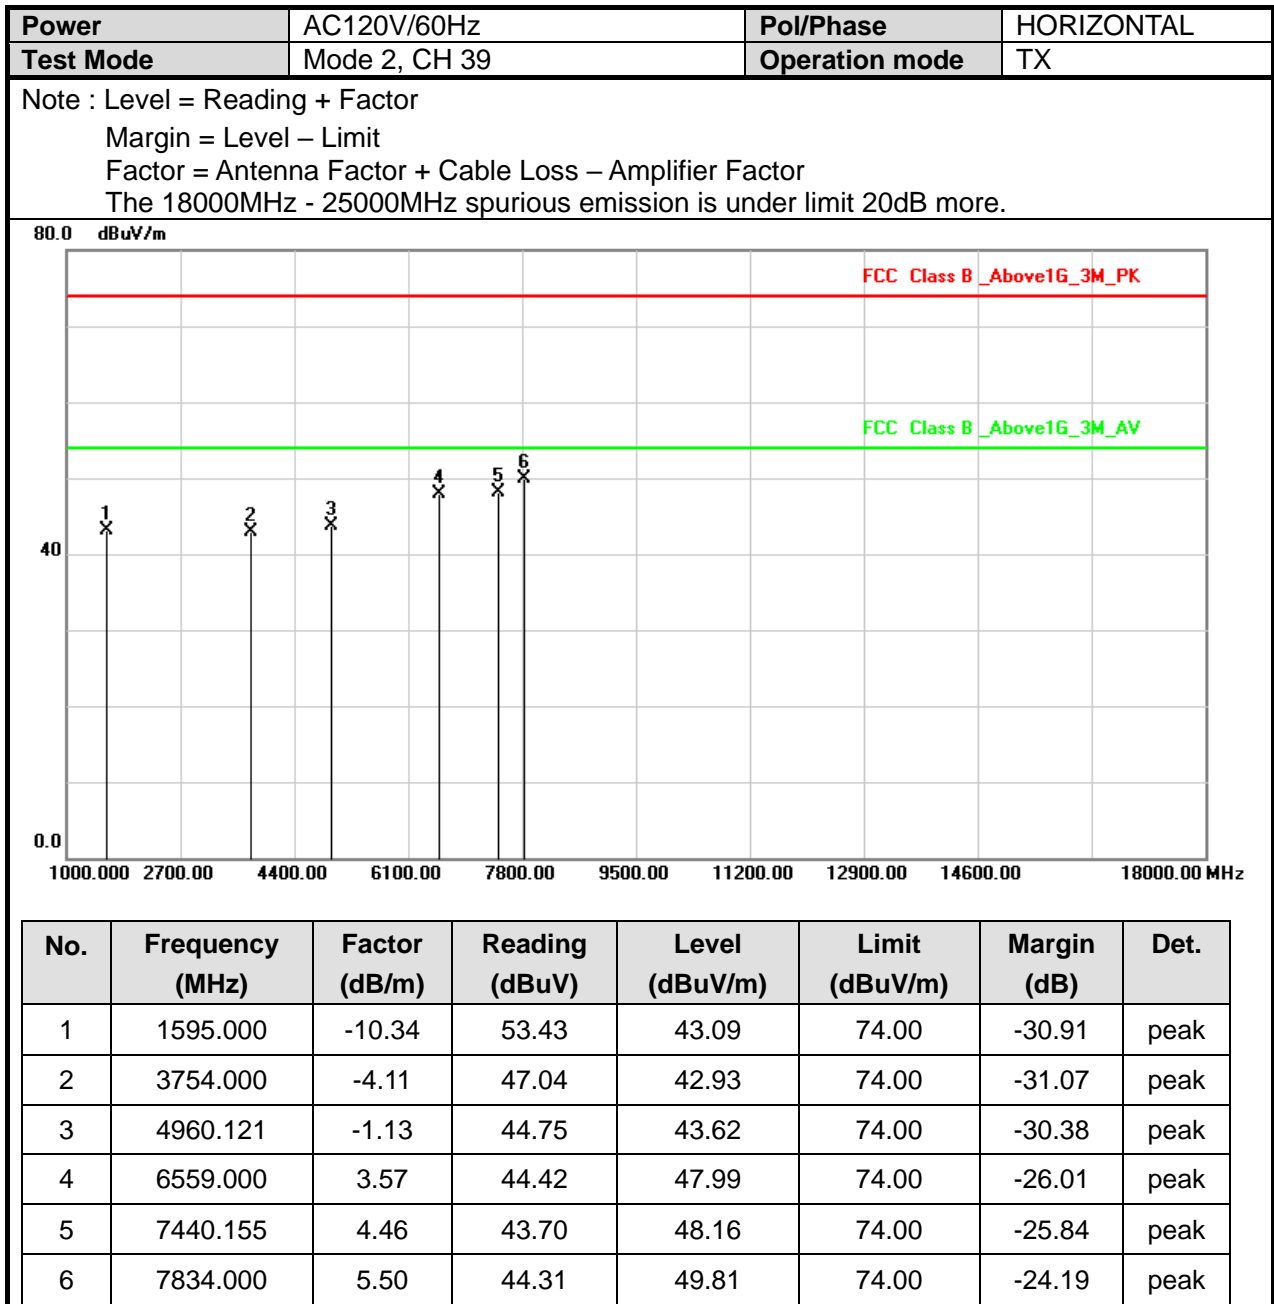 Power AC120V/60Hz Pol/Phase HORIZONTAL
Test Mode Mode 2, CH 39 Operation mode TX
Note : Level = Reading + Factor
Margin = Level – Limit
Factor = Antenna Factor + Cable Loss – Amplifier Factor
The 18000MHz - 25000MHz spurious emission is under limit 20dB more.
80.0 dBuV/m
FCC Class B _Above1G_3M_PK
FCC Class B _Above1G_3M_AV
1 2 3 4 5 6
40
0.0
1000.000 2700.00 4400.00 6100.00 7800.00 9500.00 11200.00 12900.00 14600.00 18000.00 MHz
No. Frequency Factor Reading Level Limit Margin Det.
(MHz) (dB/m) (dBuV) (dBuV/m) (dBuV/m) (dB)
1 1595.000 -10.34 53.43 43.09 74.00 -30.91 peak
2 3754.000 -4.11 47.04 42.93 74.00 -31.07 peak
3 4960.121 -1.13 44.75 43.62 74.00 -30.38 peak
4 6559.000 3.57 44.42 47.99 74.00 -26.01 peak
5 7440.155 4.46 43.70 48.16 74.00 -25.84 peak
6 7834.000 5.50 44.31 49.81 74.00 -24.19 peak